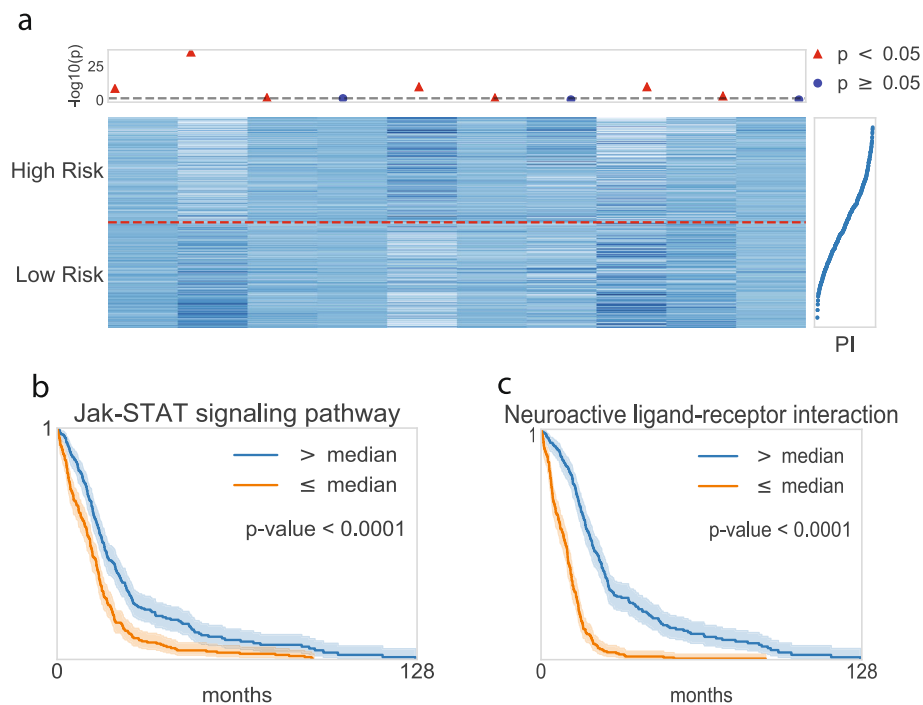 a
-log10(p)
25
0
p < 0.05
p ≥ 0.05
High Risk
Low Risk
PI
b
Jak-STAT signaling pathway
1
> median
≤ median
p-value < 0.0001
0
128
months
c
Neuroactive ligand-receptor interaction
1
> median
≤ median
p-value < 0.0001
0
128
months